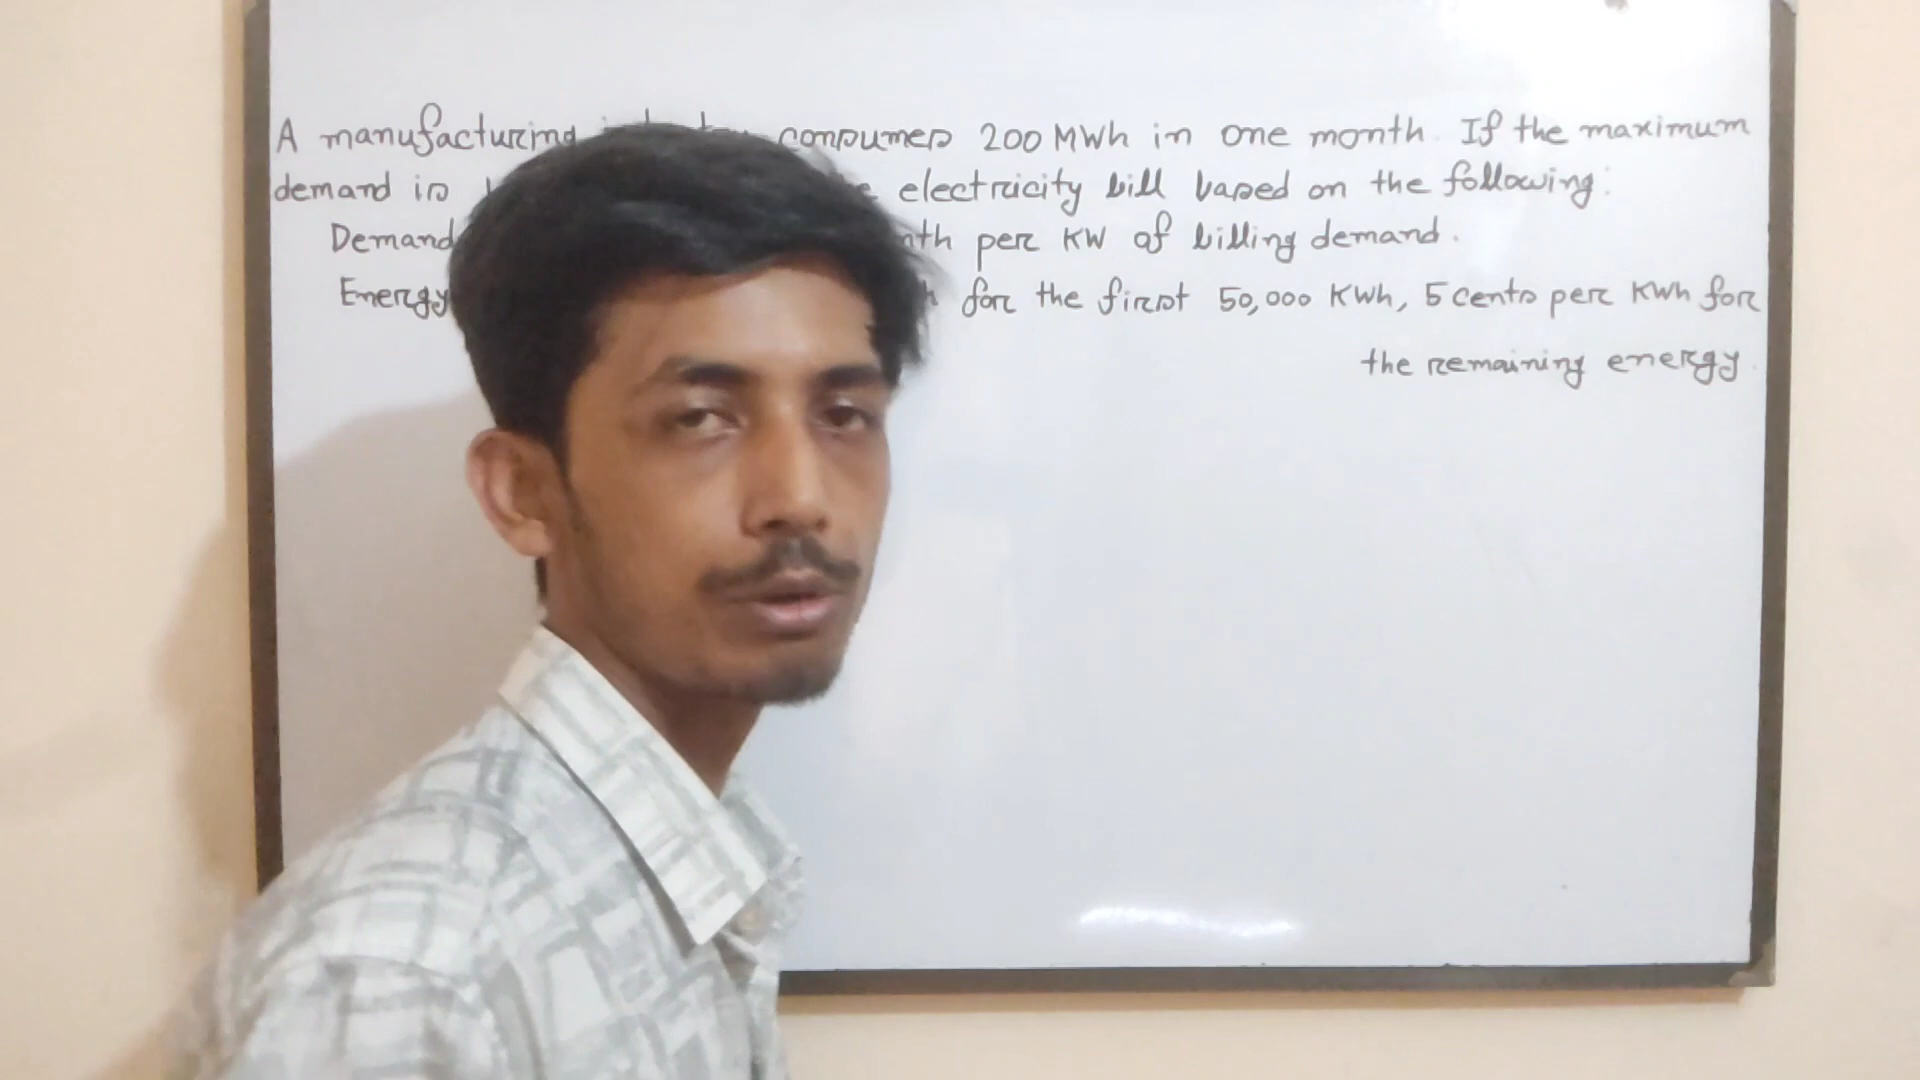 A manufacturing consumes 200 MWh in one month. If the maximum
demand is electricity bill based on the following:
Demand per KW of billing demand.
Energy for the first 50,000 KWh, 5 cents per KWh for
the remaining energy.